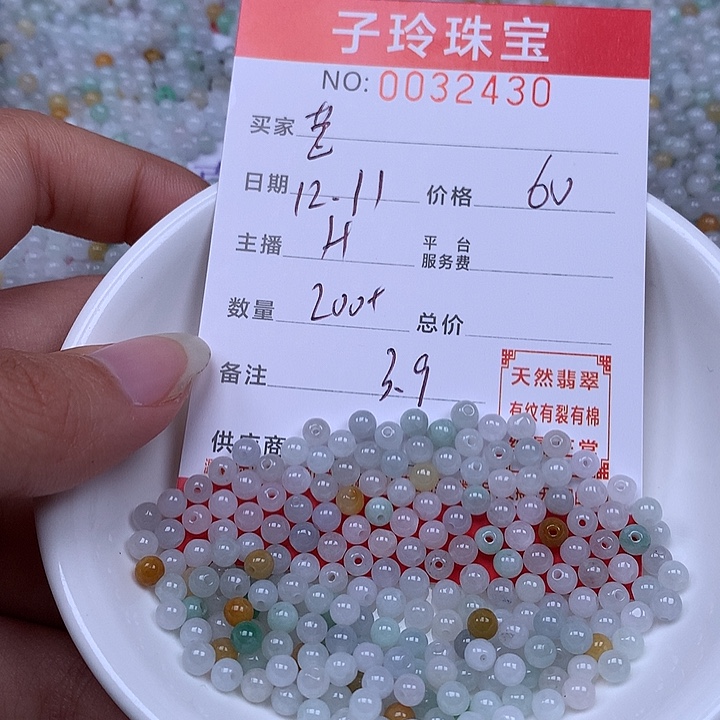 子玲珠宝
NO: 0032430
买家
日期 12.11 价格 60
主播 H 平台
服务费
数量 200+ 总价
备注 3.9
天然翡翠
有纹有裂有棉
供应商